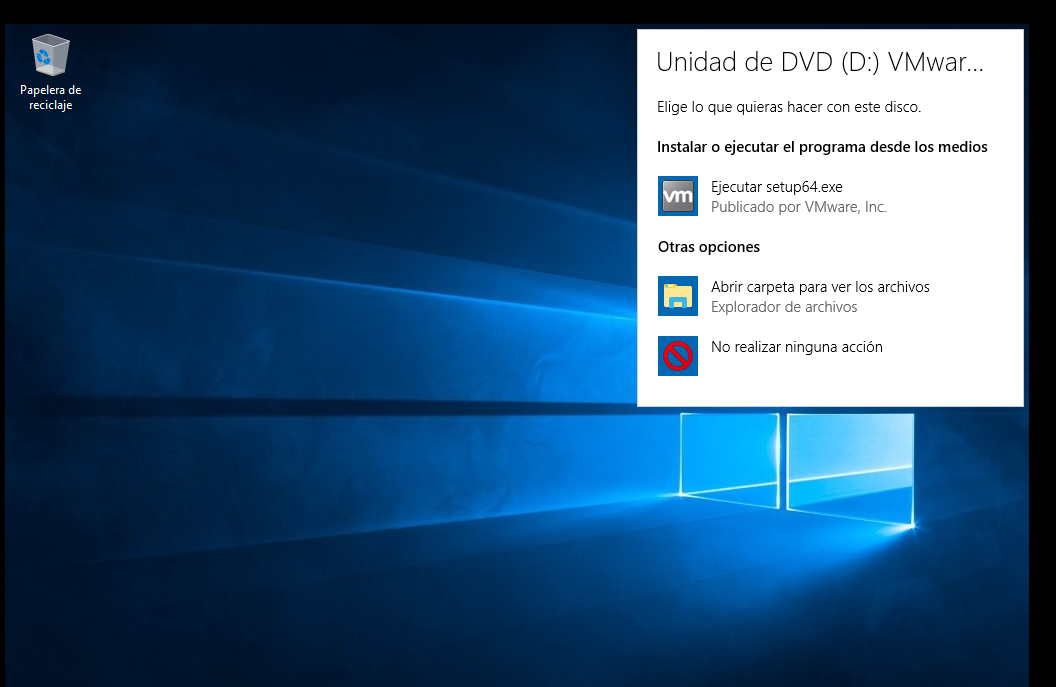 Papelera de
reciclaje
Unidad de DVD (D:) VMwar...
Elige lo que quieras hacer con este disco.
Instalar o ejecutar el programa desde los medios
vm
Ejecutar setup64.exe
Publicado por VMware, Inc.
Otras opciones
Abrir carpeta para ver los archivos
Explorador de archivos
No realizar ninguna acción